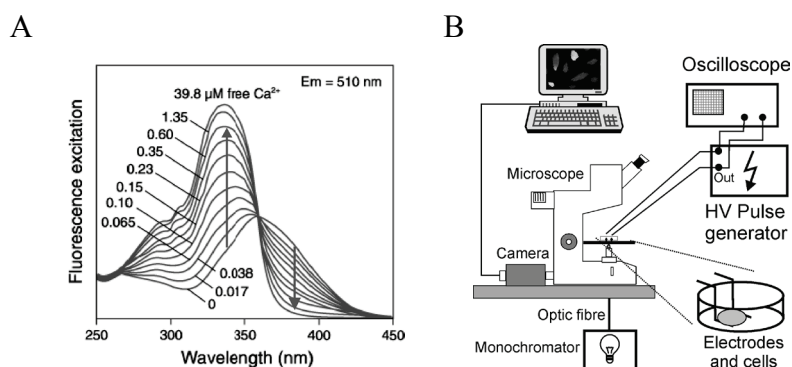 A
B
39.8 µM free Ca²⁺
Em = 510 nm
1.35
0.60
0.35
0.23
0.15
0.10
0.065
0.038
0.017
0
Fluorescence excitation
250
300
350
400
450
Wavelength (nm)
Oscilloscope
Microscope
Out
HV Pulse
generator
Camera
Optic fibre
Monochromator
Electrodes
and cells